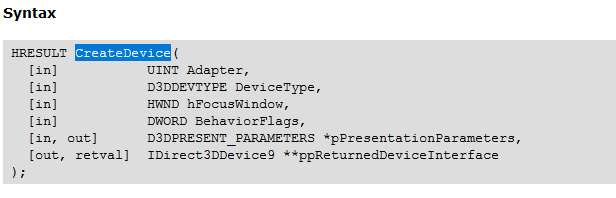 Syntax
HRESULT CreateDevice(
[in] UINT Adapter,
[in] D3DDEVTYPE DeviceType,
[in] HWND hFocusWindow,
[in] DWORD BehaviorFlags,
[in, out] D3DPRESENT_PARAMETERS *pPresentationParameters,
[out, retval] IDirect3DDevice9 **ppReturnedDeviceInterface
);